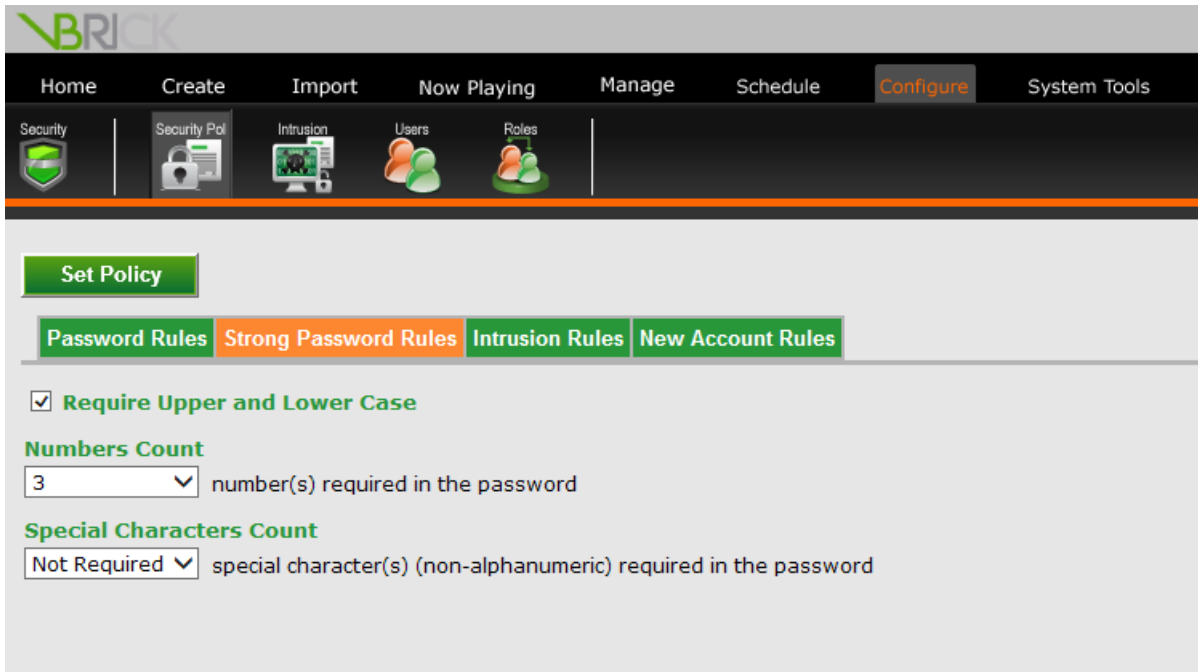 VBRICK
Home Create Import Now Playing Manage Schedule Configure System Tools
Security Security Pol Intrusion Users Roles
Set Policy
Password Rules Strong Password Rules Intrusion Rules New Account Rules
Require Upper and Lower Case
Numbers Count
3 number(s) required in the password
Special Characters Count
Not Required special character(s) (non-alphanumeric) required in the password